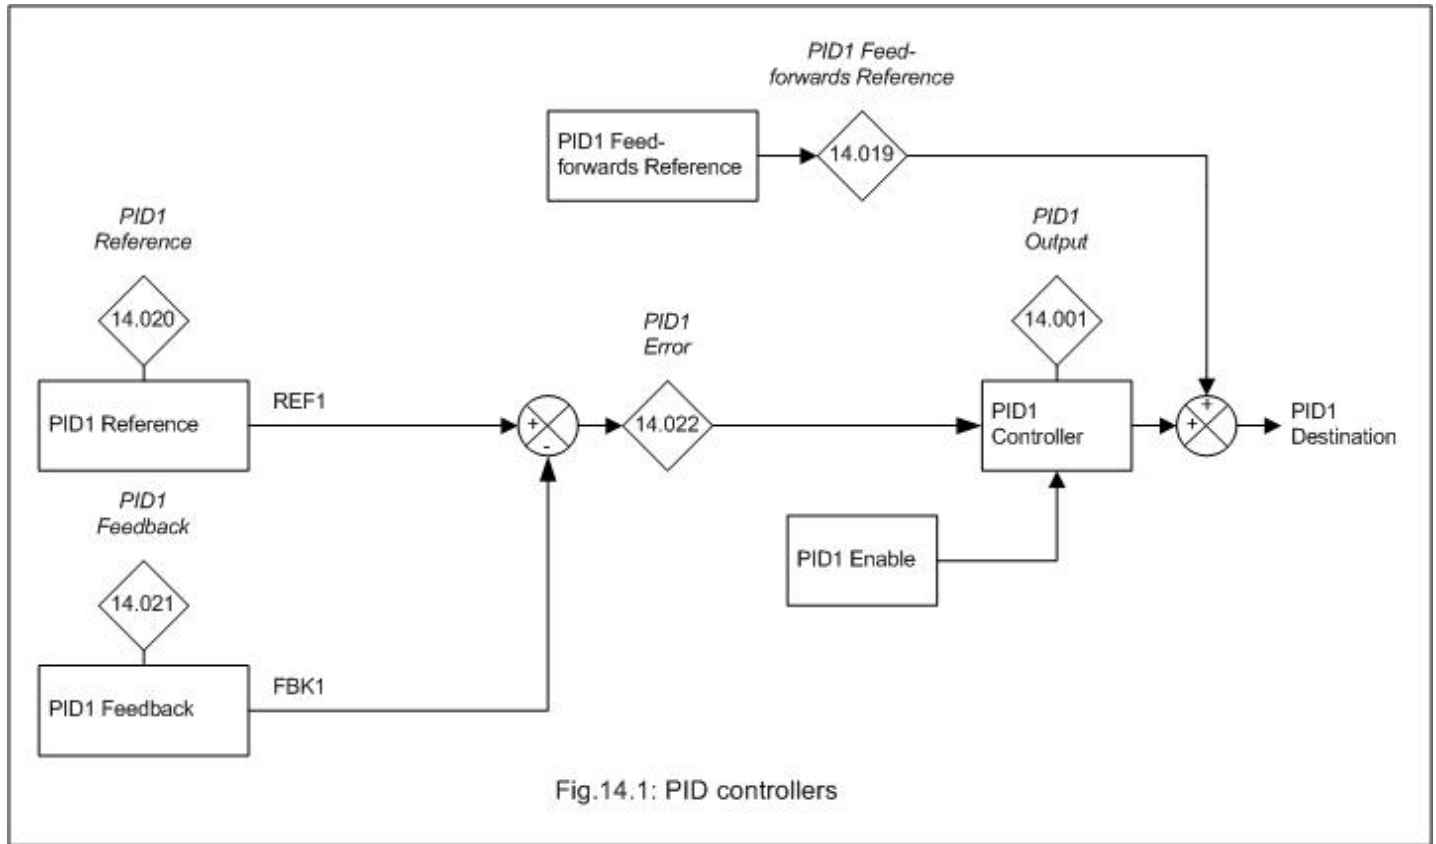 PID1 Feed-
forwards Reference
PID1 Feed-
forwards Reference
14.019
PID1
Reference
PID1
Output
14.020
14.001
PID1
Error
PID1 Reference
REF1
+
-
14.022
PID1
Controller
+
+
PID1
Destination
PID1
Feedback
PID1 Enable
14.021
PID1 Feedback
FBK1
Fig.14.1: PID controllers